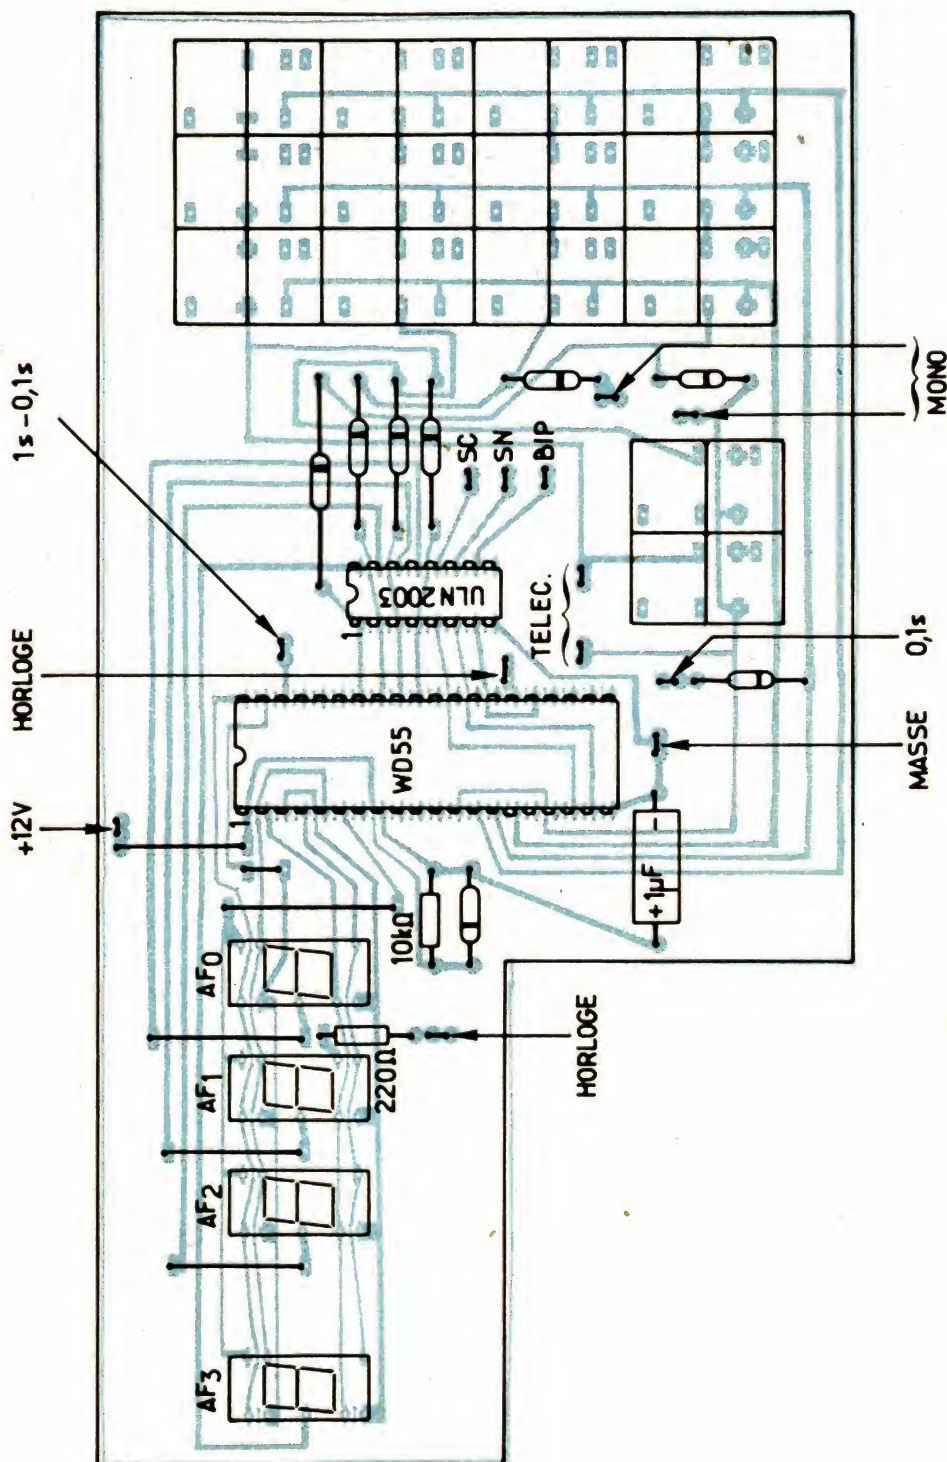 1s-0,1s
HORLOGE
+12V
SC
SN
BIP
MONO
ULN2003
1
TELEC.
0,1s
WD55
1
MASSE
+1µF -
10kΩ
AF0
AF1
AF2
AF3
220Ω
HORLOGE